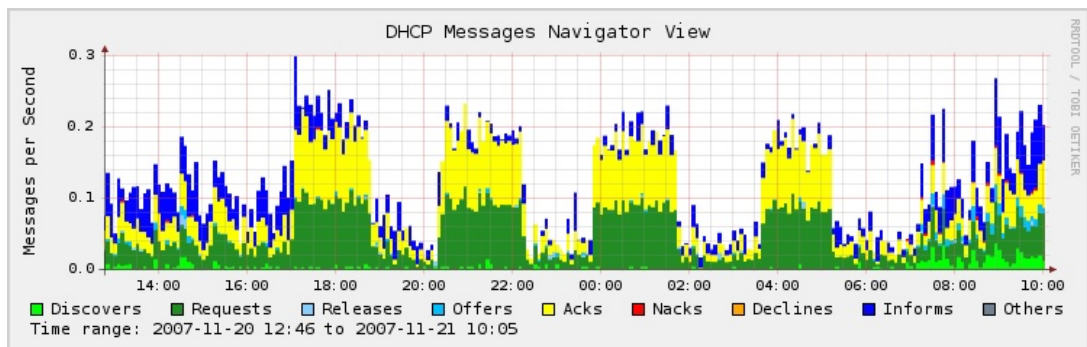 DHCP Messages Navigator View
RRDTOOL / TOBI OETIKER
Messages per Second
0.3
0.2
0.1
0.0
14:00 16:00 18:00 20:00 22:00 00:00 02:00 04:00 06:00 08:00 10:00
Discovers Requests Releases Offers Acks Nacks Declines Informs Others
Time range: 2007-11-20 12:46 to 2007-11-21 10:05